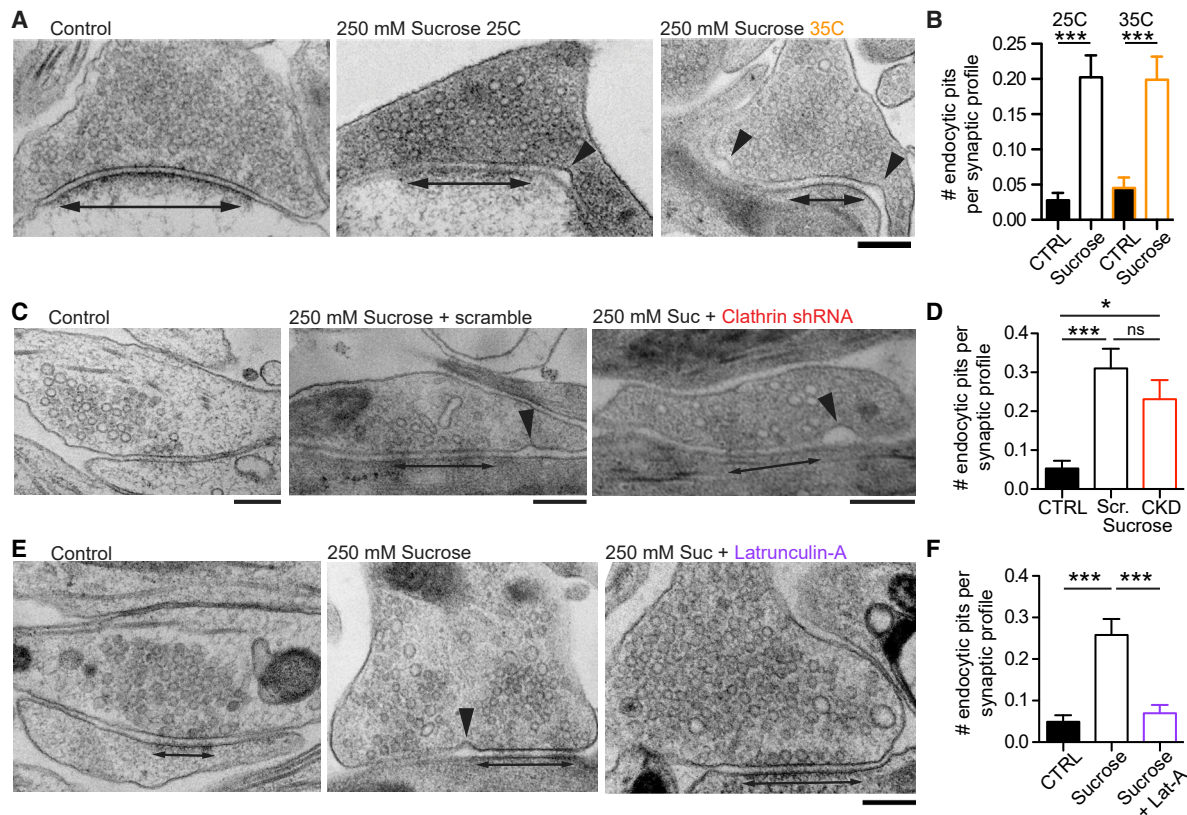 A
Control
250 mM Sucrose 25C
250 mM Sucrose 35C
B
25C
35C
***
***
# endocytic pits
per synaptic profile
0.25
0.20
0.15
0.10
0.05
0.00
CTRL
Sucrose
CTRL
Sucrose
C
Control
250 mM Sucrose + scramble
250 mM Suc + Clathrin shRNA
D
*
***
ns
# endocytic pits per
synaptic profile
0.4
0.3
0.2
0.1
0.0
CTRL
Scr.
CKD
Sucrose
E
Control
250 mM Sucrose
250 mM Suc + Latrunculin-A
F
***
***
# endocytic pits per
synaptic profile
0.4
0.3
0.2
0.1
0.0
CTRL
Sucrose
Sucrose
+ Lat-A